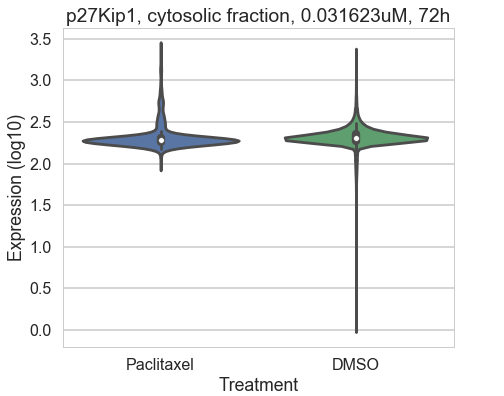 p27Kip1, cytosolic fraction, 0.031623uM, 72h
3.5
3.0
2.5
2.0
1.5
1.0
0.5
0.0
Expression (log10)
Paclitaxel DMSO
Treatment